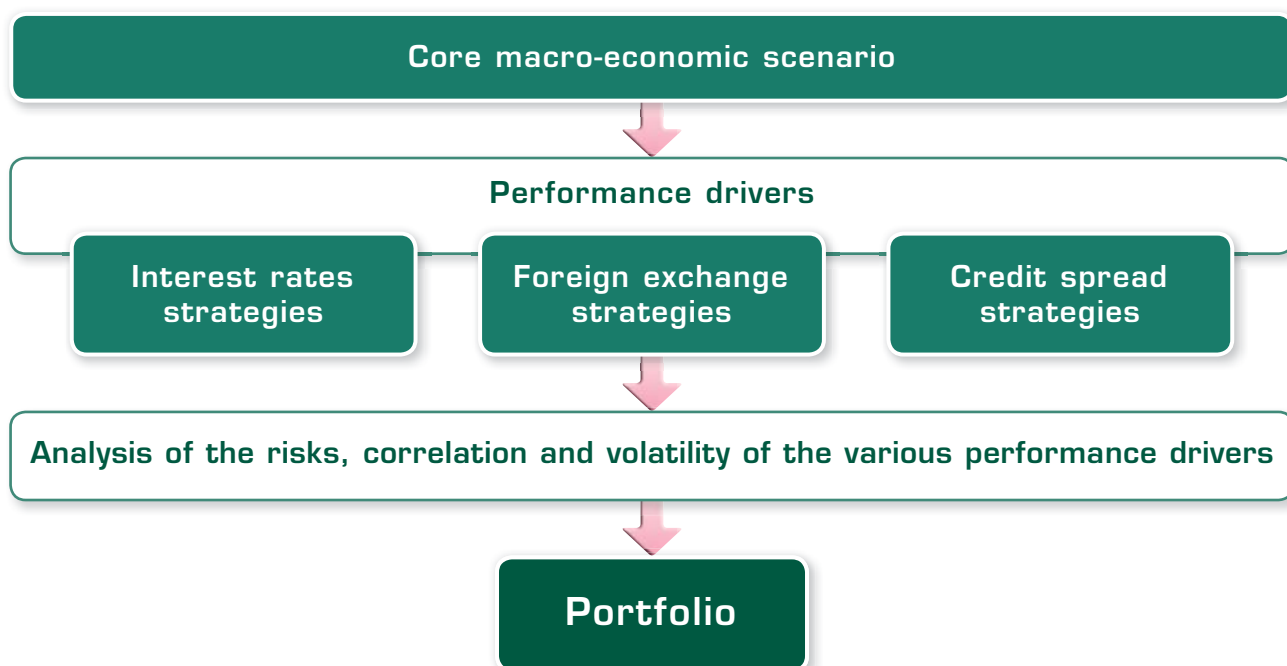 Core macro-economic scenario
Performance drivers
Interest rates
strategies
Foreign exchange
strategies
Credit spread
strategies
Analysis of the risks, correlation and volatility of the various performance drivers
Portfolio